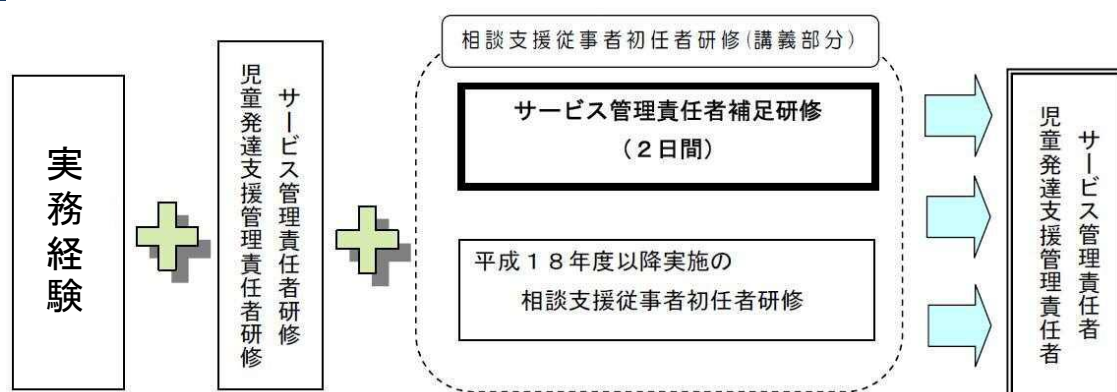 実務経験
サービス管理責任者研修
児童発達支援管理責任者研修
相談支援従事者初任者研修(講義部分)
サービス管理責任者補足研修
（２日間）
平成１８年度以降実施の
相談支援従事者初任者研修
サービス管理責任者
児童発達支援管理責任者